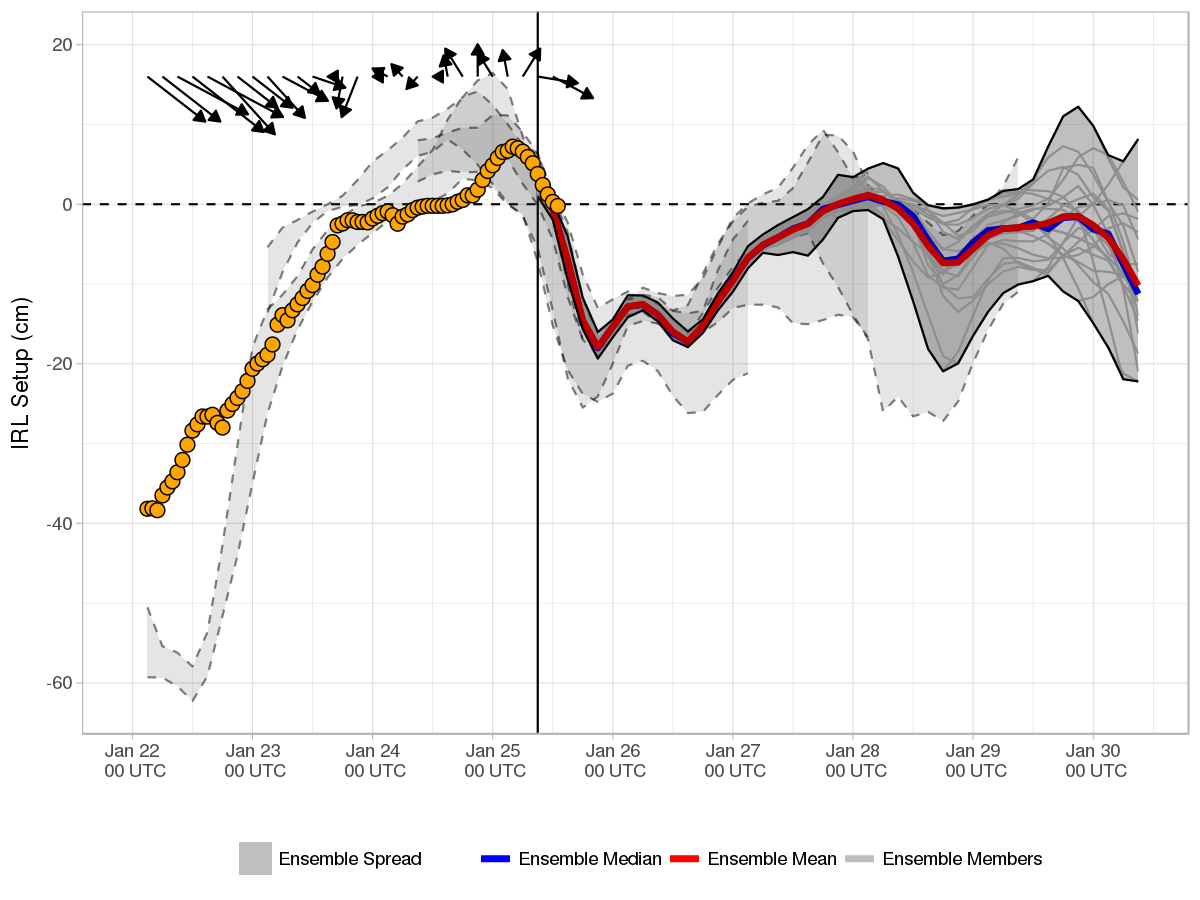 IRL Setup (cm)
20
0
-20
-40
-60
Jan 22 Jan 23 Jan 24 Jan 25 Jan 26 Jan 27 Jan 28 Jan 29 Jan 30
00 UTC 00 UTC 00 UTC 00 UTC 00 UTC 00 UTC 00 UTC 00 UTC 00 UTC
Ensemble Spread Ensemble Median Ensemble Mean Ensemble Members